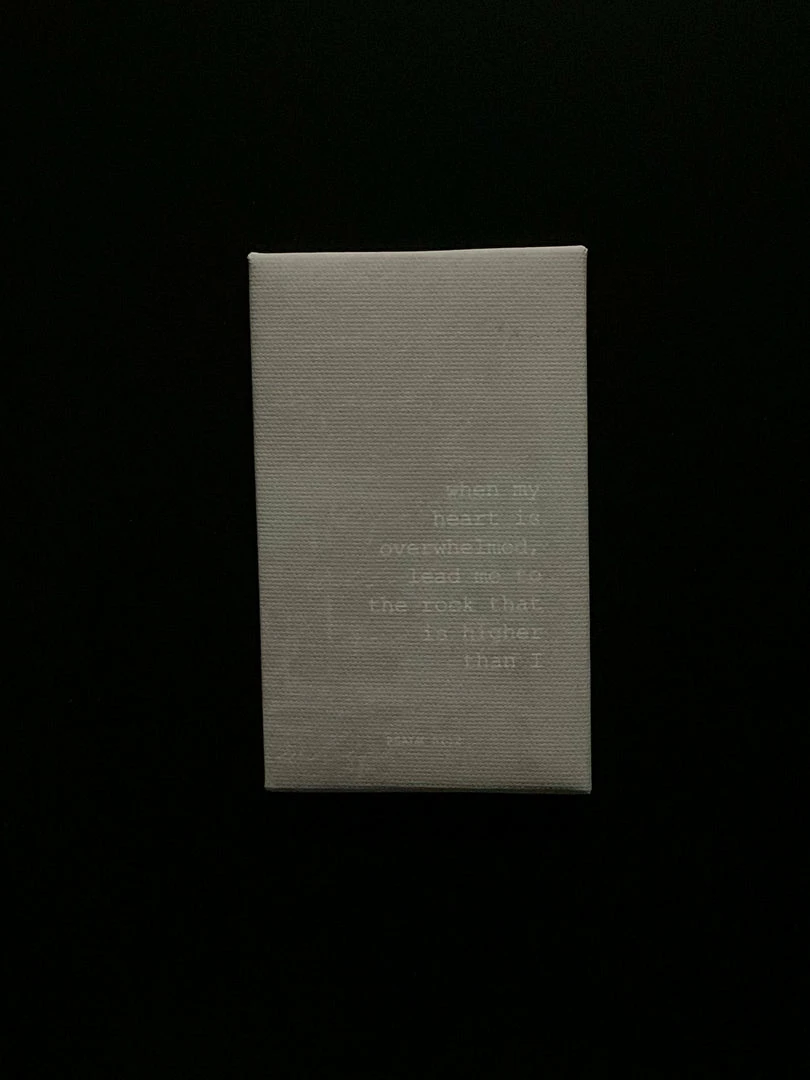 when my
heart is
overwhelmed,
lead me to
the rock that
is higher
than I